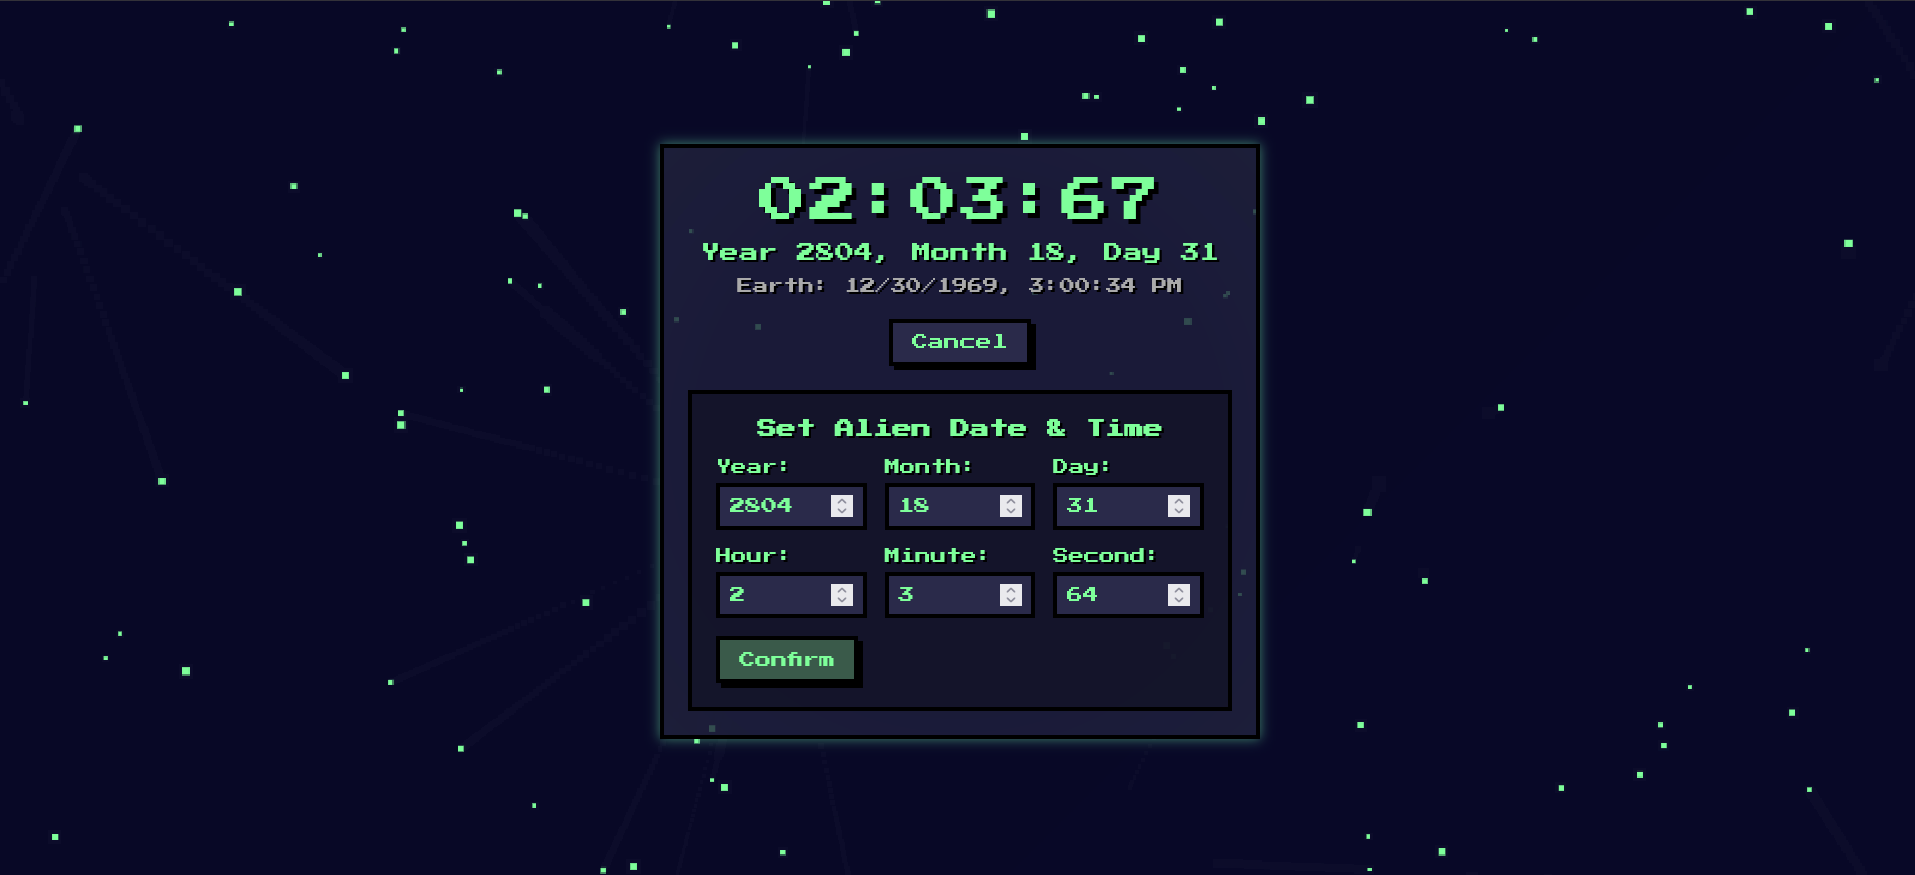 02:03:67
Year 2804, Month 18, Day 31
Earth: 12/30/1969, 3:00:34 PM
Cancel
Set Alien Date & Time
Year: Month: Day:
2804 18 31
Hour: Minute: Second:
2 3 64
Confirm